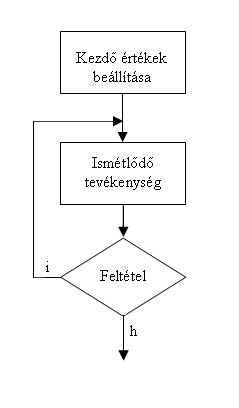 Kezdő értékek
beállítása
Ismétlődő
tevékenység
i
Feltétel
h